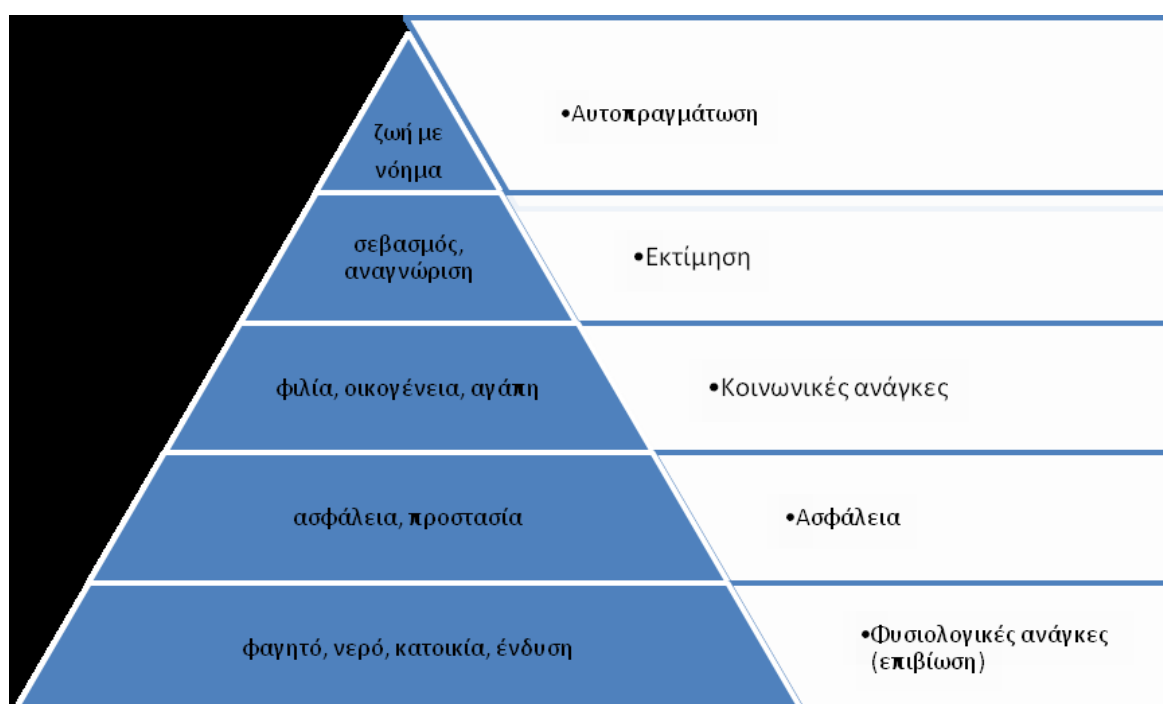 ζωή με
νόημα
•Αυτοπραγμάτωση
σεβασμός,
αναγνώριση
•Εκτίμηση
φιλία, οικογένεια, αγάπη
•Κοινωνικές ανάγκες
ασφάλεια, προστασία
•Ασφάλεια
φαγητό, νερό, κατοικία, ένδυση
•Φυσιολογικές ανάγκες
(επιβίωση)